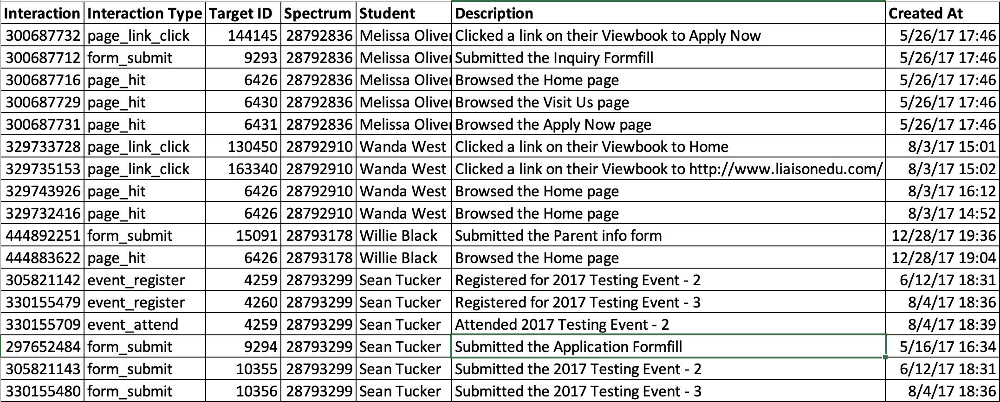 Interaction Interaction Type Target ID Spectrum Student Description Created At
300687732 page_link_click 144145 28792836 Melissa Oliver Clicked a link on their Viewbook to Apply Now 5/26/17 17:46
300687712 form_submit 9293 28792836 Melissa Oliver Submitted the Inquiry Formfill 5/26/17 17:46
300687716 page_hit 6426 28792836 Melissa Oliver Browsed the Home page 5/26/17 17:46
300687729 page_hit 6430 28792836 Melissa Oliver Browsed the Visit Us page 5/26/17 17:46
300687731 page_hit 6431 28792836 Melissa Oliver Browsed the Apply Now page 5/26/17 17:46
329733728 page_link_click 130450 28792910 Wanda West Clicked a link on their Viewbook to Home 8/3/17 15:01
329735153 page_link_click 163340 28792910 Wanda West Clicked a link on their Viewbook to http://www.liaisonedu.com/ 8/3/17 15:02
329743926 page_hit 6426 28792910 Wanda West Browsed the Home page 8/3/17 16:12
329732416 page_hit 6426 28792910 Wanda West Browsed the Home page 8/3/17 14:52
444892251 form_submit 15091 28793178 Willie Black Submitted the Parent info form 12/28/17 19:36
444883622 page_hit 6426 28793178 Willie Black Browsed the Home page 12/28/17 19:04
305821142 event_register 4259 28793299 Sean Tucker Registered for 2017 Testing Event - 2 6/12/17 18:31
330155479 event_register 4260 28793299 Sean Tucker Registered for 2017 Testing Event - 3 8/4/17 18:36
330155709 event_attend 4259 28793299 Sean Tucker Attended 2017 Testing Event - 2 8/4/17 18:39
297652484 form_submit 9294 28793299 Sean Tucker Submitted the Application Formfill 5/16/17 16:34
305821143 form_submit 10355 28793299 Sean Tucker Submitted the 2017 Testing Event - 2 6/12/17 18:31
330155480 form_submit 10356 28793299 Sean Tucker Submitted the 2017 Testing Event - 3 8/4/17 18:36